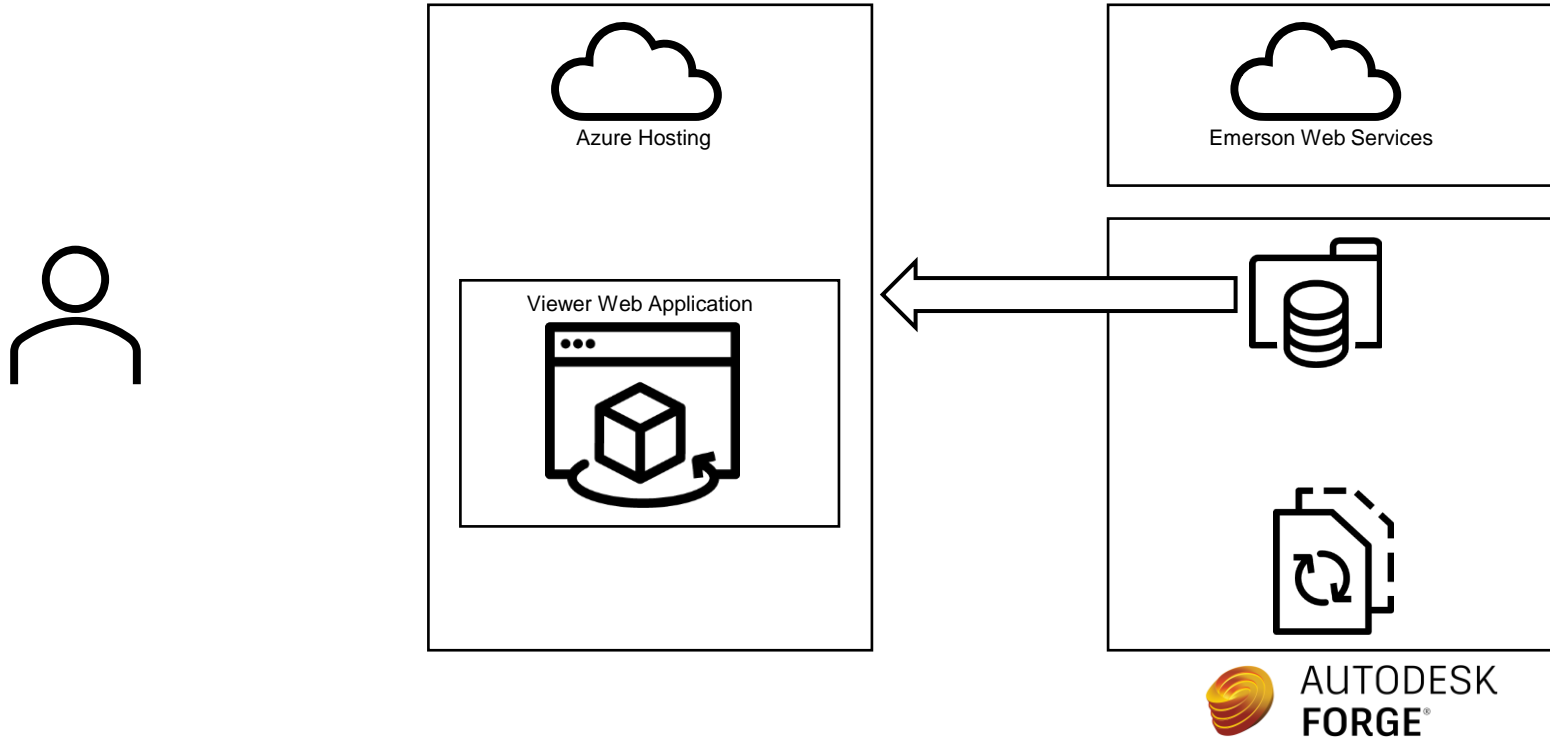 Azure Hosting
Emerson Web Services
Viewer Web Application
AUTODESK
FORGE®